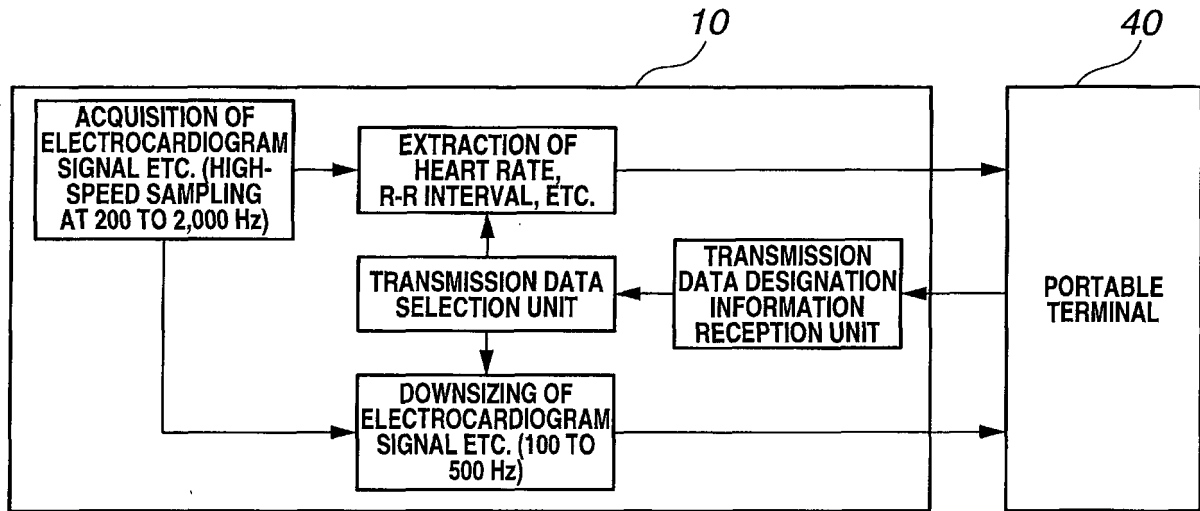 10
40
ACQUISITION OF
ELECTROCARDIOGRAM
SIGNAL ETC. (HIGH-
SPEED SAMPLING
AT 200 TO 2,000 Hz)
EXTRACTION OF
HEART RATE,
R-R INTERVAL, ETC.
TRANSMISSION DATA
SELECTION UNIT
TRANSMISSION
DATA DESIGNATION
INFORMATION
RECEPTION UNIT
PORTABLE
TERMINAL
DOWNSIZING OF
ELECTROCARDIOGRAM
SIGNAL ETC. (100 TO
500 Hz)